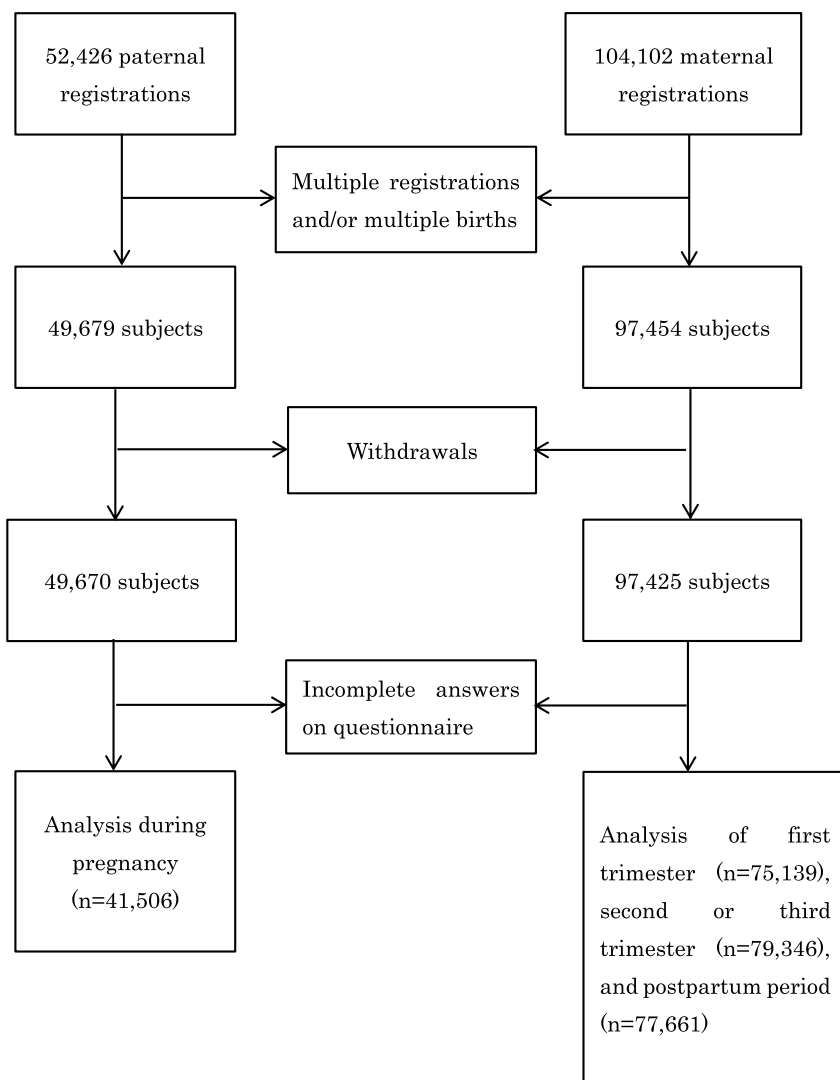 52,426 paternal
registrations
104,102 maternal
registrations
Multiple registrations
and/or multiple births
49,679 subjects
97,454 subjects
Withdrawals
49,670 subjects
97,425 subjects
Incomplete answers
on questionnaire
Analysis during
pregnancy
(n=41,506)
Analysis of first
trimester (n=75,139),
second or third
trimester (n=79,346),
and postpartum period
(n=77,661)